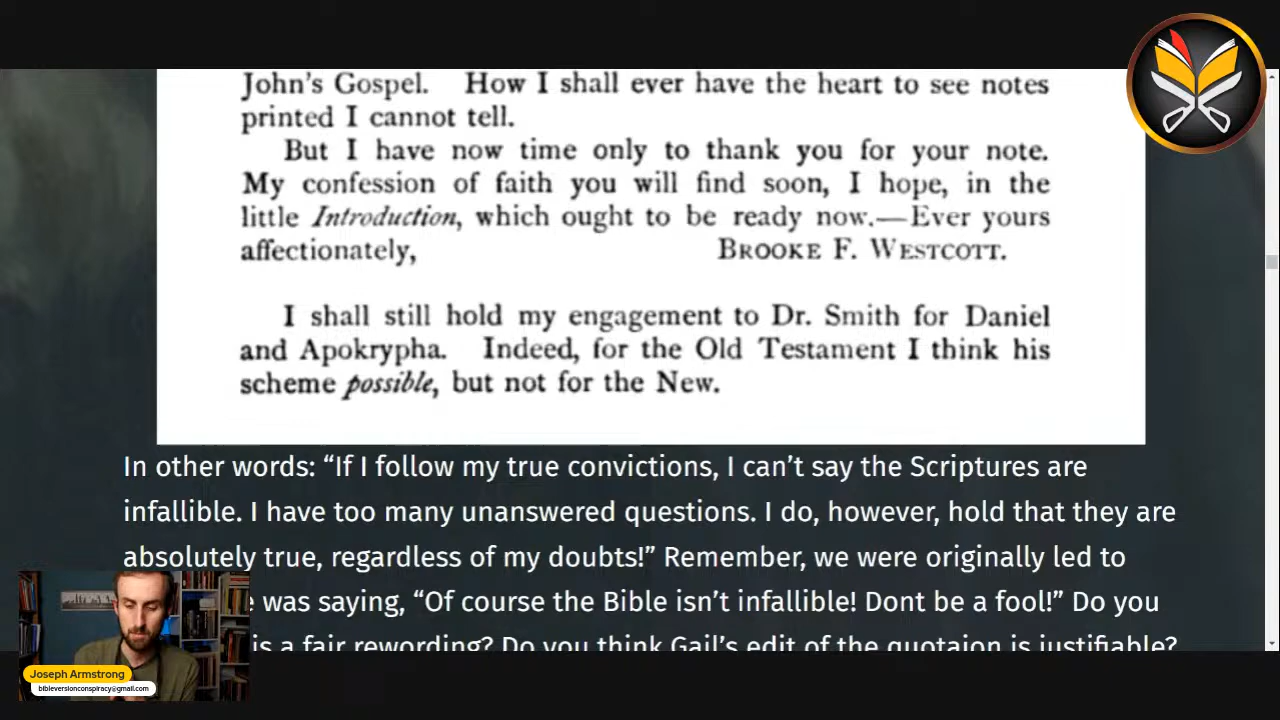 John's Gospel. How I shall ever have the heart to see notes
printed I cannot tell.
But I have now time only to thank you for your note.
My confession of faith you will find soon, I hope, in the
little Introduction, which ought to be ready now.—Ever yours
affectionately, BROOKE F. WESTCOTT.
I shall still hold my engagement to Dr. Smith for Daniel
and Apokrypha. Indeed, for the Old Testament I think his
scheme possible, but not for the New.
In other words: “If I follow my true convictions, I can’t say the Scriptures are
infallible. I have too many unanswered questions. I do, however, hold that they are
absolutely true, regardless of my doubts!” Remember, we were originally led to
was saying, “Of course the Bible isn’t infallible! Dont be a fool!” Do you
is a fair rewording? Do you think Gail’s edit of the quotaion is justifiable?
Joseph Armstrong
bibleversionconspiracy@gmail.com